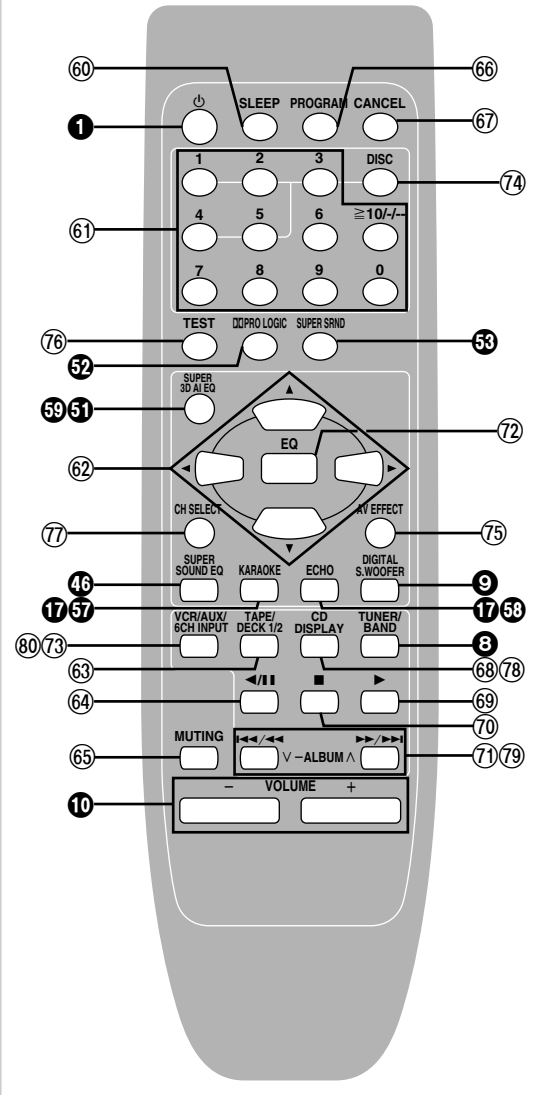 ⑥⓪ ⑥⑥
⏻ SLEEP PROGRAM CANCEL
❶ ⑥⑦
1 2 3 DISC
⑦④
4 5 6 ≧10/-/--
⑥①
7 8 9 0
TEST DD PRO LOGIC SUPER SRND
⑦⑥ 52 53
SUPER
3D AI EQ
59 51
▲
EQ
72
62 ◄ ►
CH SELECT AV EFFECT
77 75
▼
SUPER
SOUND EQ KARAOKE ECHO DIGITAL
S.WOOFER
46 9
17 57 17 58
VCR/AUX/
6CH INPUT TAPE/
DECK 1/2 CD
DISPLAY TUNER/
BAND
80 73 8
63 68 78
◄/❚❚ ■ ►
64 69
70
MUTING I◄◄/◄◄ ►►/►►I
65 ∨ –ALBUM ∧ 71 79
– VOLUME +
10